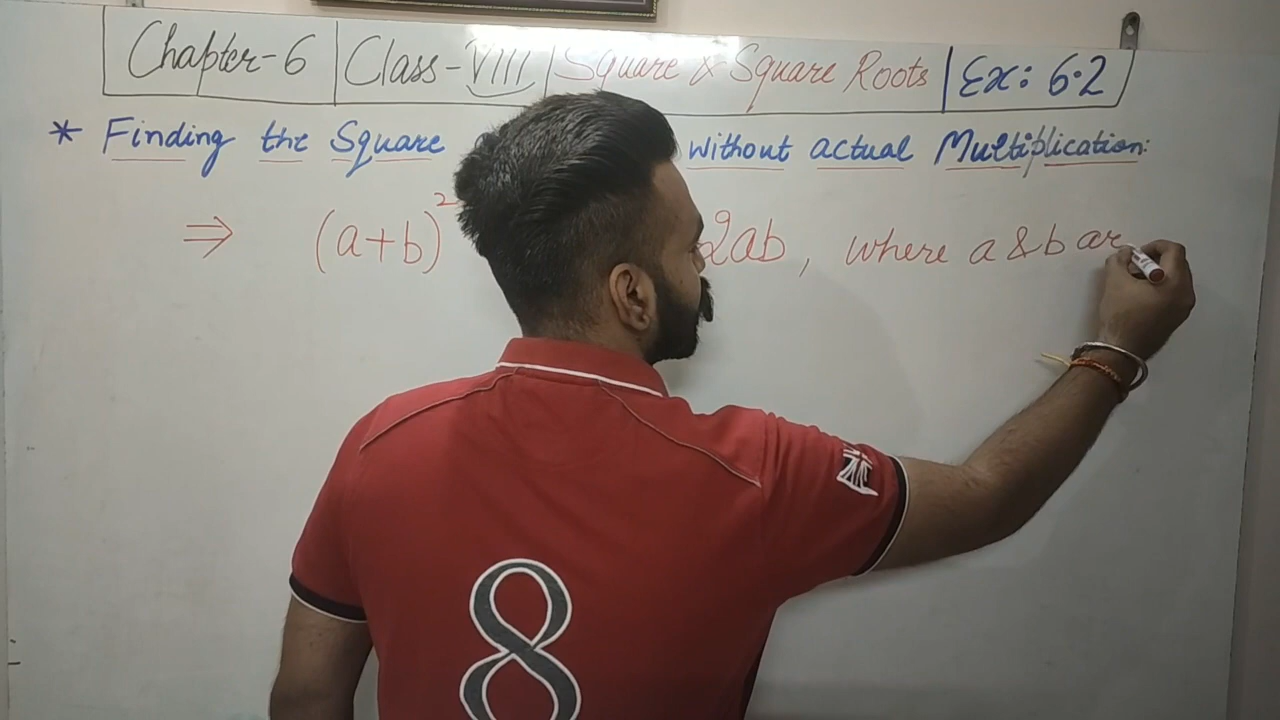 Chapter-6 Class-VIII Square & Square Roots Ex: 6.2
* Finding the Square without actual Multiplication:
⇒ (a+b)² 2ab, where a & b ar
8